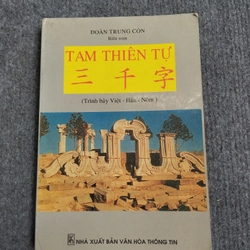 ĐOÀN TRUNG CÒN
Biên soạn
TAM THIÊN TỰ
三千字
(Trình bày Việt - Hán - Nôm)
NHÀ XUẤT BẢN VĂN HÓA THÔNG TIN